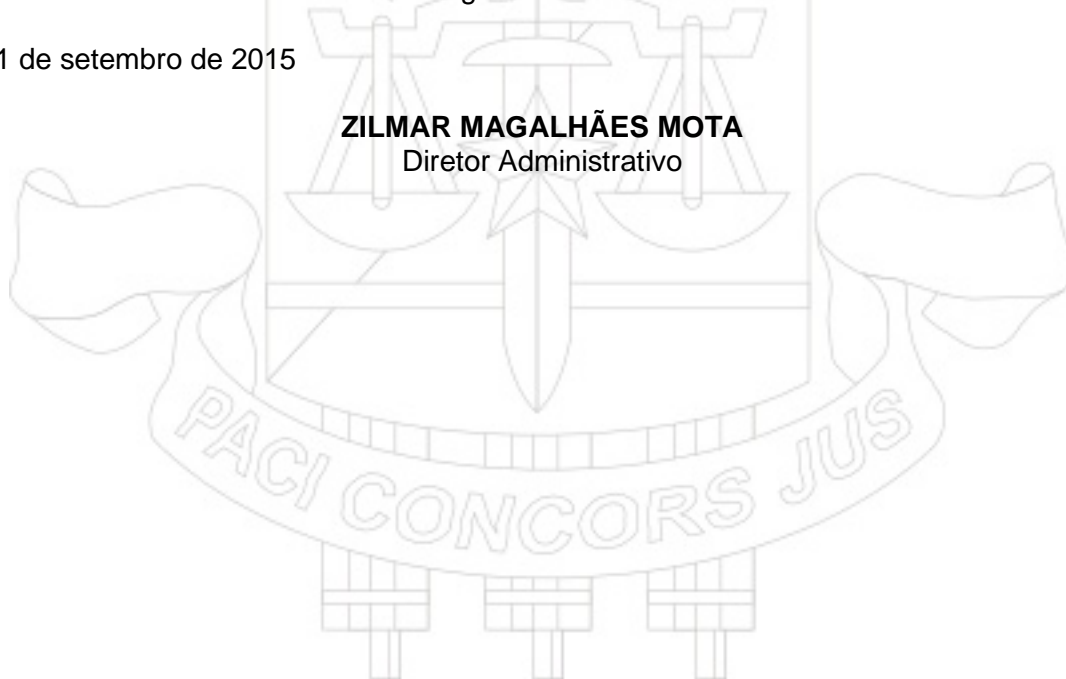 1 de setembro de 2015
ZILMAR MAGALHÃES MOTA
Diretor Administrativo
PACI CONCORS JUS